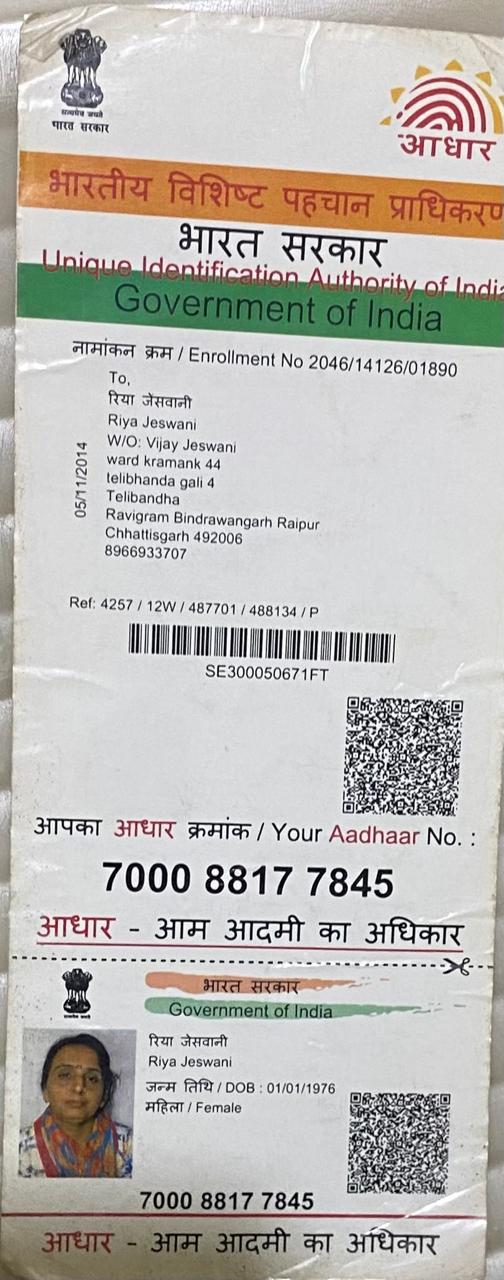 सत्यमेव जयते
भारत सरकार
आधार
भारतीय विशिष्ट पहचान प्राधिकरण
भारत सरकार
Unique Identification Authority of India
Government of India
नामांकन क्रम / Enrollment No 2046/14126/01890
To,
रिया जेसवानी
Riya Jeswani
W/O: Vijay Jeswani
ward kramank 44
telibhanda gali 4
Telibandha
Ravigram Bindrawangarh Raipur
Chhattisgarh 492006
8966933707
05/11/2014
Ref: 4257 / 12W / 487701 / 488134 / P
SE300050671FT
आपका आधार क्रमांक / Your Aadhaar No. :
7000 8817 7845
आधार - आम आदमी का अधिकार
भारत सरकार
Government of India
रिया जेसवानी
Riya Jeswani
जन्म तिथि / DOB : 01/01/1976
महिला / Female
7000 8817 7845
आधार - आम आदमी का अधिकार